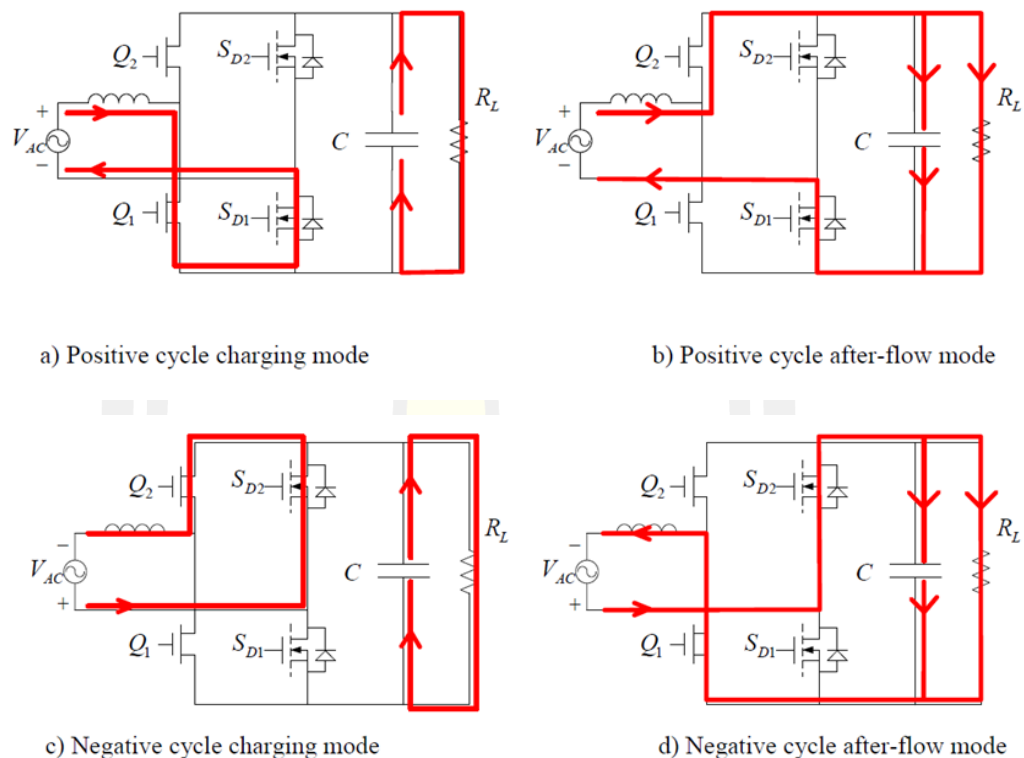 Q2
SD2
RL
+
VAC
−
C
Q1
SD1
a) Positive cycle charging mode
Q2
SD2
RL
+
VAC
−
C
Q1
SD1
b) Positive cycle after-flow mode
Q2
SD2
RL
−
VAC
+
C
Q1
SD1
c) Negative cycle charging mode
Q2
SD2
RL
−
VAC
+
C
Q1
SD1
d) Negative cycle after-flow mode